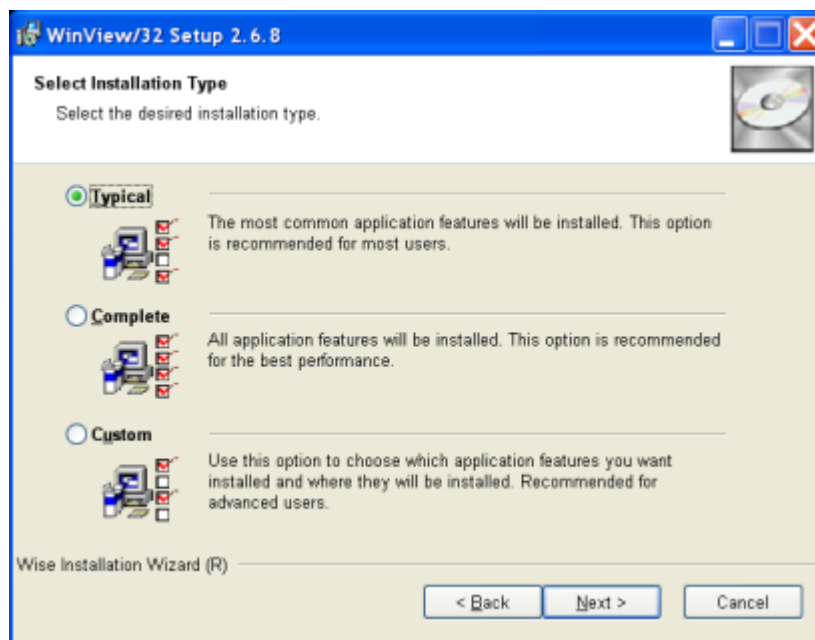 WinView/32 Setup 2.6.8
Select Installation Type
Select the desired installation type.
Typical
The most common application features will be installed. This option
is recommended for most users.
Complete
All application features will be installed. This option is recommended
for the best performance.
Custom
Use this option to choose which application features you want
installed and where they will be installed. Recommended for
advanced users.
Wise Installation Wizard (R)
< Back Next > Cancel